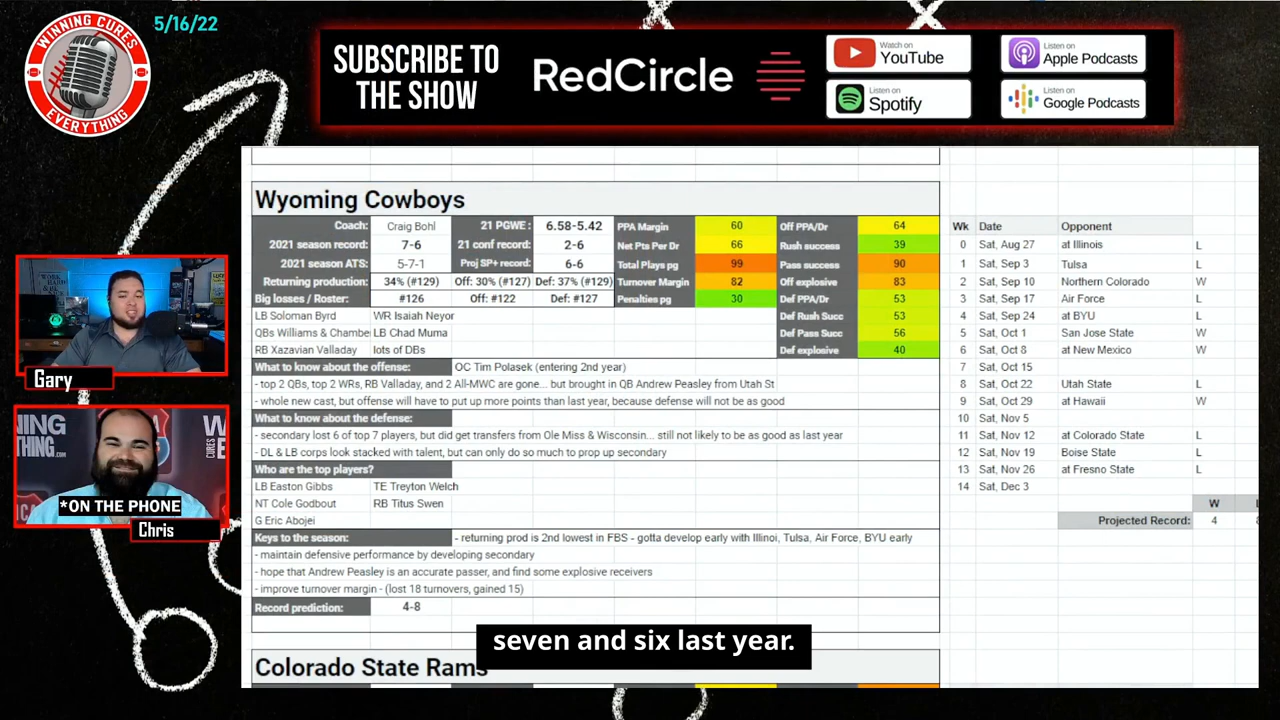 5/16/22
WINNING CURES
EVERYTHING
SUBSCRIBE TO
THE SHOW
RedCircle
Watch on
YouTube
Listen on
Apple Podcasts
Listen on
Spotify
Listen on
Google Podcasts
Wyoming Cowboys
Coach: Craig Bohl 21 PGWE : 6.58-5.42 PPA Margin 60 Off PPA/Dr 64
2021 season record: 7-6 21 conf record: 2-6 Net Pts Per Dr 66 Rush success 39
2021 season ATS: 5-7-1 Proj SP+ record: 6-6 Total Plays pg 99 Pass success 90
Returning production: 34% (#129) Off: 30% (#127) Def: 37% (#129) Turnover Margin 82 Off explosive 83
Big losses / Roster: #126 Off: #122 Def: #127 Penalties pg 30 Def PPA/Dr 53
LB Soloman Byrd WR Isaiah Neyor Def Rush Succ 53
QBs Williams & Chambe LB Chad Muma Def Pass Succ 56
RB Xazavian Valladay lots of DBs Def explosive 40
What to know about the offense: OC Tim Polasek (entering 2nd year)
- top 2 QBs, top 2 WRs, RB Valladay, and 2 All-MWC are gone... but brought in QB Andrew Peasley from Utah St
- whole new cast, but offense will have to put up more points than last year, because defense will not be as good
What to know about the defense:
- secondary lost 6 of top 7 players, but did get transfers from Ole Miss & Wisconsin... still not likely to be as good as last year
- DL & LB corps look stacked with talent, but can only do so much to prop up secondary
Who are the top players?
LB Easton Gibbs TE Treyton Welch
NT Cole Godbout RB Titus Swen
G Eric Abojei
Keys to the season: - returning prod is 2nd lowest in FBS - gotta develop early with Illinoi, Tulsa, Air Force, BYU early
- maintain defensive performance by developing secondary
- hope that Andrew Peasley is an accurate passer, and find some explosive receivers
- improve turnover margin - (lost 18 turnovers, gained 15)
Record prediction: 4-8
Wk Date Opponent
0 Sat, Aug 27 at Illinois L
1 Sat, Sep 3 Tulsa L
2 Sat, Sep 10 Northern Colorado W
3 Sat, Sep 17 Air Force L
4 Sat, Sep 24 at BYU L
5 Sat, Oct 1 San Jose State W
6 Sat, Oct 8 at New Mexico W
7 Sat, Oct 15
8 Sat, Oct 22 Utah State L
9 Sat, Oct 29 at Hawaii W
10 Sat, Nov 5
11 Sat, Nov 12 at Colorado State L
12 Sat, Nov 19 Boise State L
13 Sat, Nov 26 at Fresno State L
14 Sat, Dec 3
W
Projected Record: 4
Gary
*ON THE PHONE
Chris
seven and six last year.
Colorado State Rams